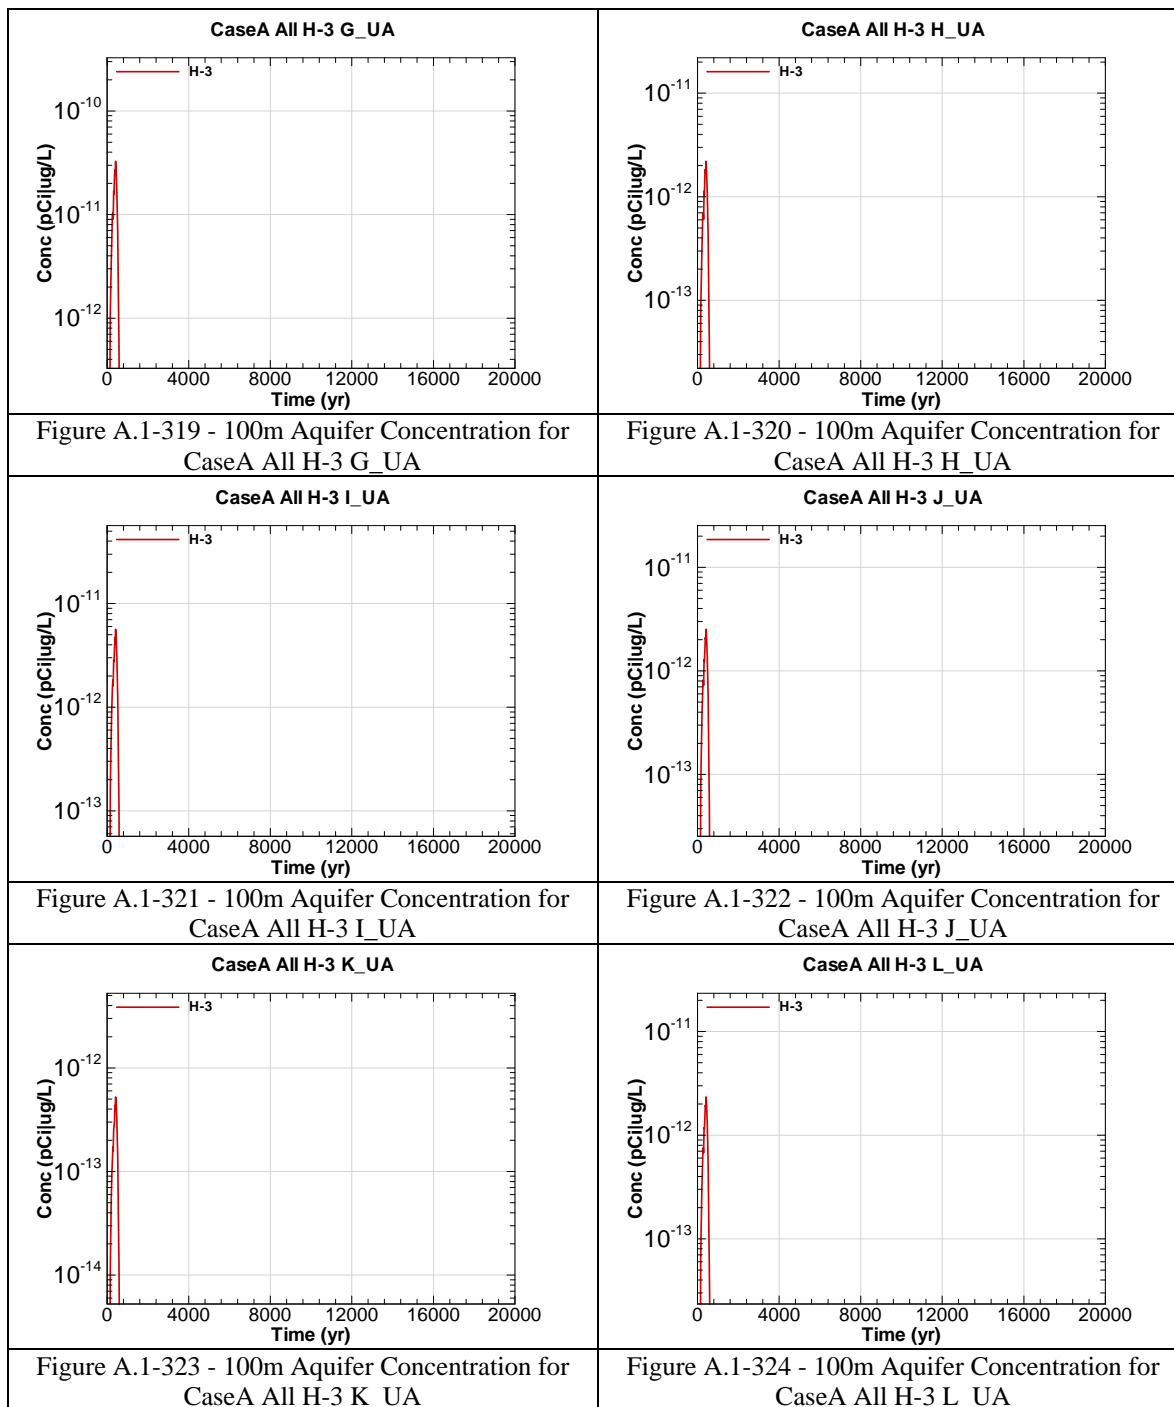 CaseA All H-3 G_UA
H-3
Conc (pCi|ug/L)
10-10
10-11
10-12
0 4000 8000 12000 16000 20000
Time (yr)
Figure A.1-319 - 100m Aquifer Concentration for
CaseA All H-3 G_UA
CaseA All H-3 H_UA
H-3
Conc (pCi|ug/L)
10-11
10-12
10-13
0 4000 8000 12000 16000 20000
Time (yr)
Figure A.1-320 - 100m Aquifer Concentration for
CaseA All H-3 H_UA
CaseA All H-3 I_UA
H-3
Conc (pCi|ug/L)
10-11
10-12
10-13
0 4000 8000 12000 16000 20000
Time (yr)
Figure A.1-321 - 100m Aquifer Concentration for
CaseA All H-3 I_UA
CaseA All H-3 J_UA
H-3
Conc (pCi|ug/L)
10-11
10-12
10-13
0 4000 8000 12000 16000 20000
Time (yr)
Figure A.1-322 - 100m Aquifer Concentration for
CaseA All H-3 J_UA
CaseA All H-3 K_UA
H-3
Conc (pCi|ug/L)
10-12
10-13
10-14
0 4000 8000 12000 16000 20000
Time (yr)
Figure A.1-323 - 100m Aquifer Concentration for
CaseA All H-3 K_UA
CaseA All H-3 L_UA
H-3
Conc (pCi|ug/L)
10-11
10-12
10-13
0 4000 8000 12000 16000 20000
Time (yr)
Figure A.1-324 - 100m Aquifer Concentration for
CaseA All H-3 L_UA